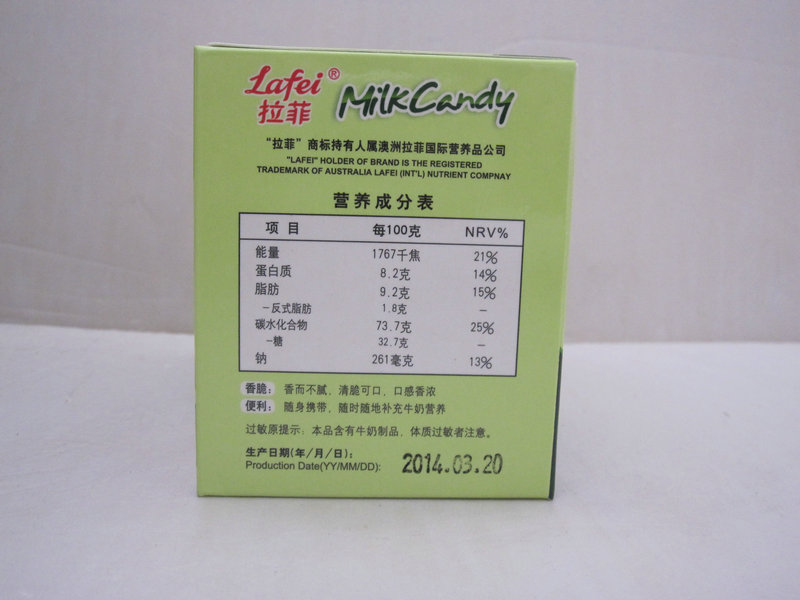 Lafei® MilkCandy
拉菲
“拉菲”商标持有人属澳洲拉菲国际营养品公司
"LAFEI" HOLDER OF BRAND IS THE REGISTERED
TRADEMARK OF AUSTRALIA LAFEI (INT'L) NUTRIENT COMPNAY
营养成分表
项目 每100克 NRV%
能量 1767千焦 21%
蛋白质 8.2克 14%
脂肪 9.2克 15%
－反式脂肪 1.8克 －
碳水化合物 73.7克 25%
－糖 32.7克 －
钠 261毫克 13%
香脆： 香而不腻，清脆可口，口感香浓
便利： 随身携带，随时随地补充牛奶营养
过敏原提示：本品含有牛奶制品，体质过敏者注意。
生产日期(年/月/日)：
Production Date(YY/MM/DD): 2014.03.20